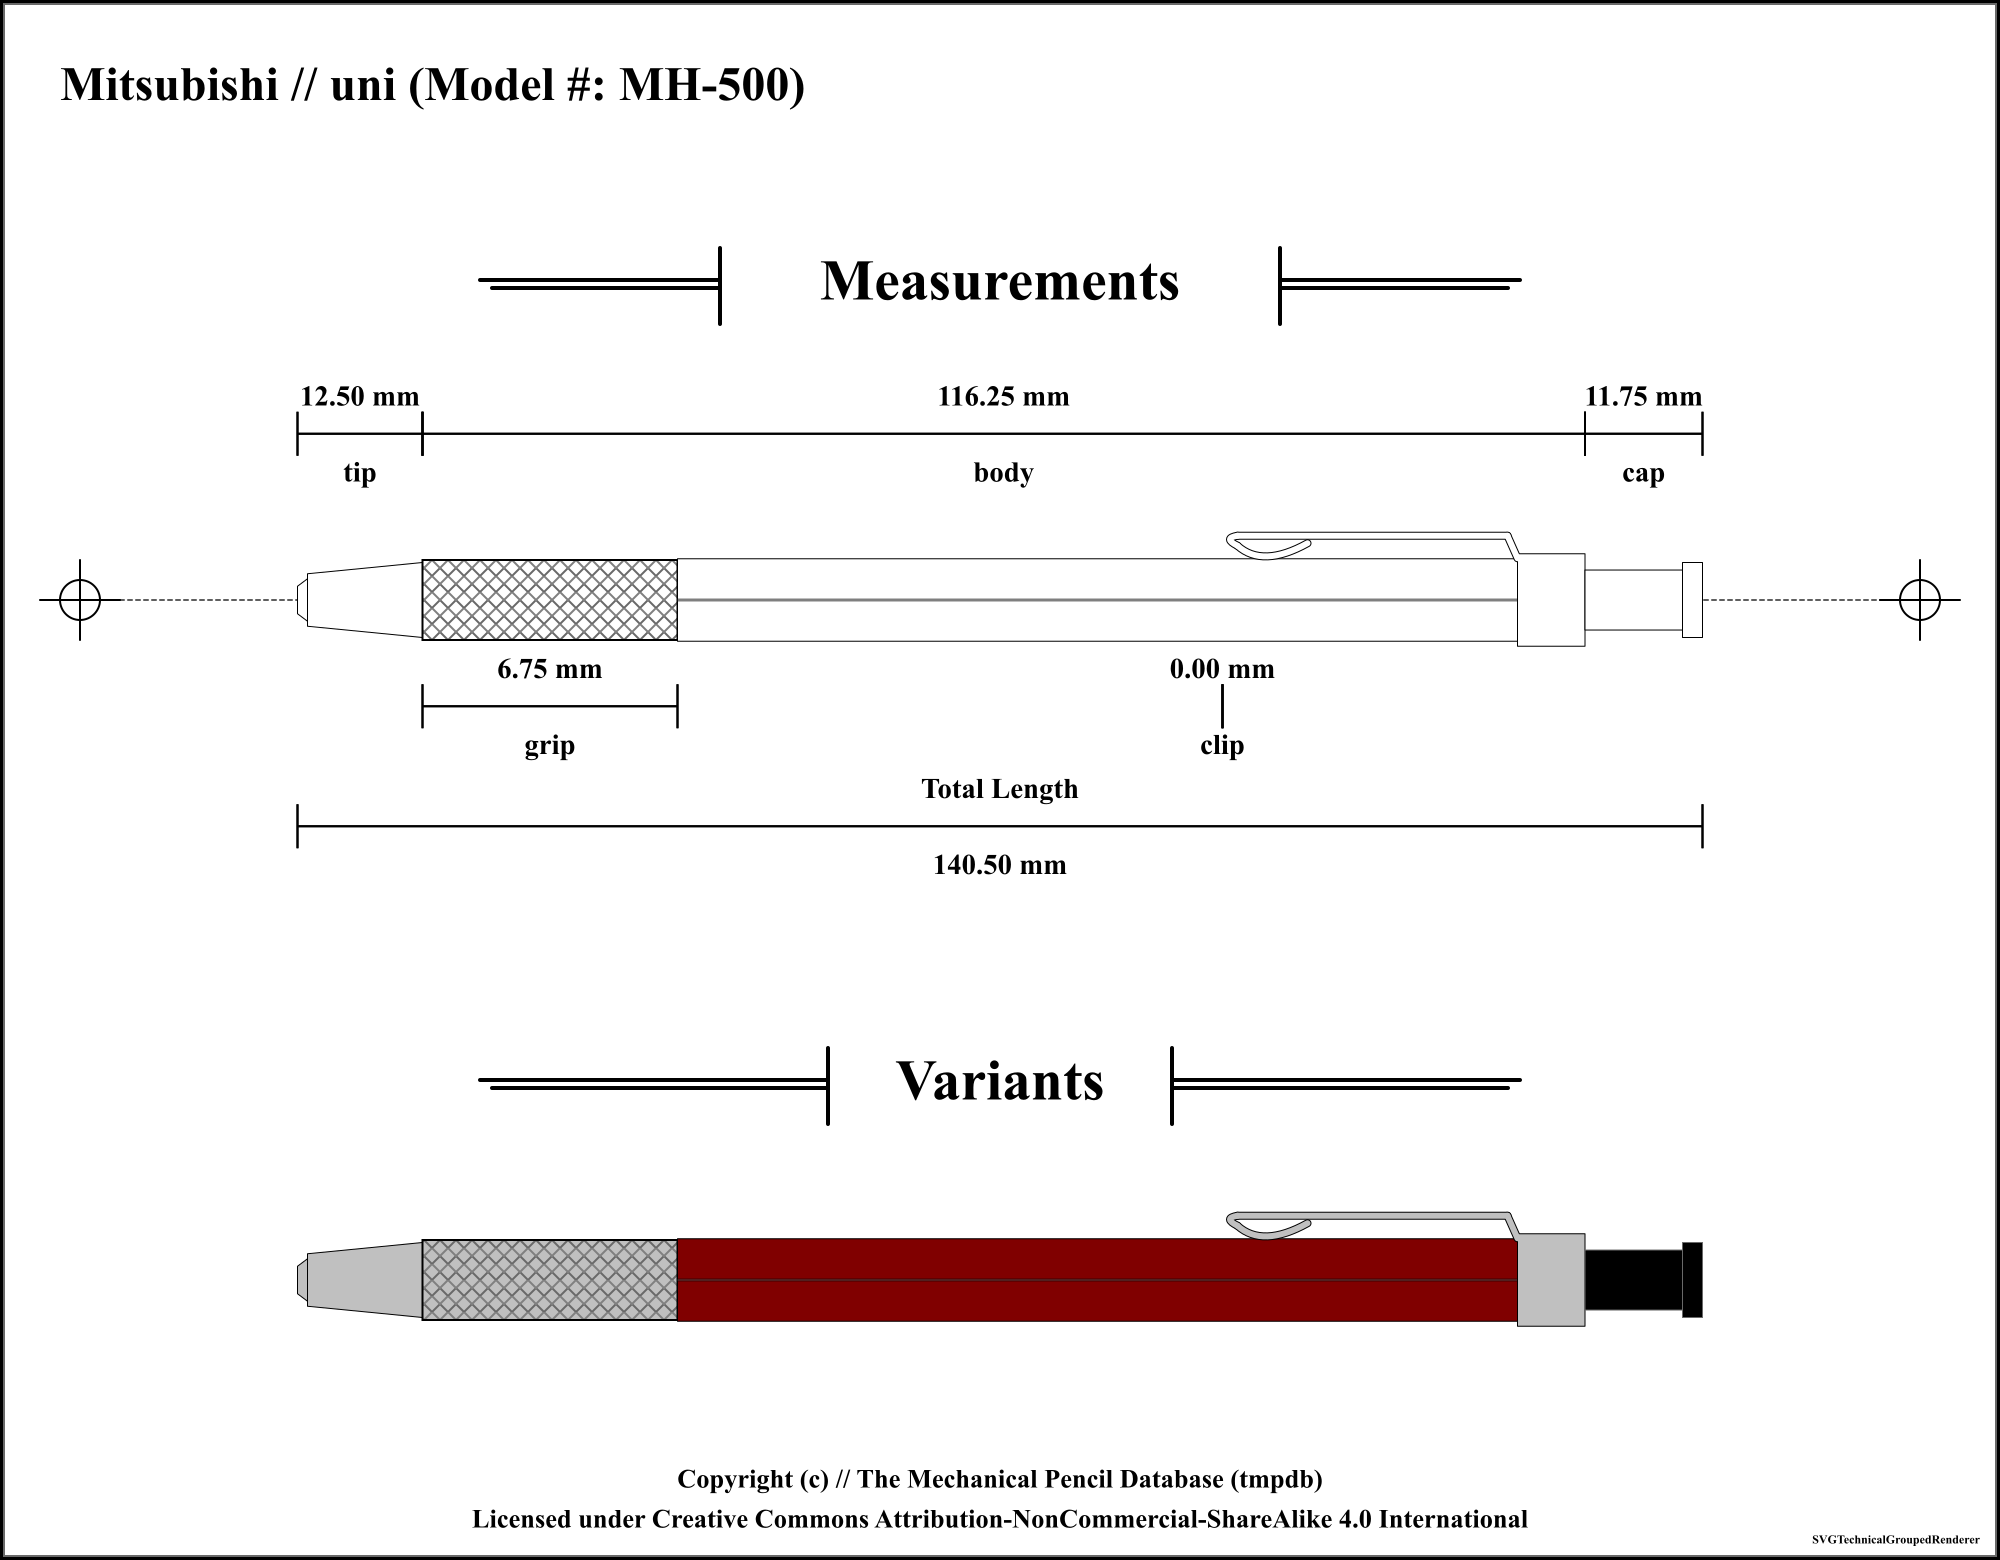 Mitsubishi // uni (Model #: MH-500)
Measurements
12.50 mm
116.25 mm
11.75 mm
tip
body
cap
6.75 mm
0.00 mm
grip
clip
Total Length
140.50 mm
Variants
Copyright (c) // The Mechanical Pencil Database (tmpdb)
Licensed under Creative Commons Attribution-NonCommercial-ShareAlike 4.0 International
SVGTechnicalGroupedRenderer